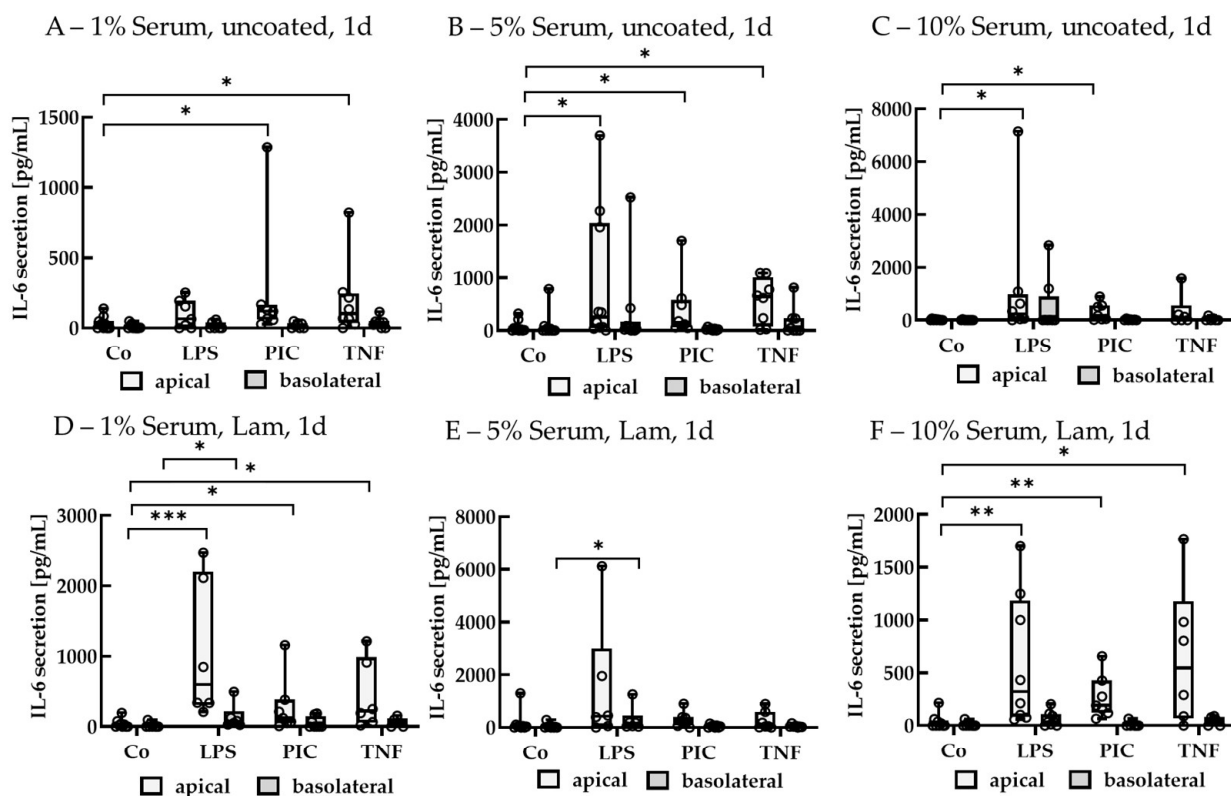 A – 1% Serum, uncoated, 1d
*
*
IL-6 secretion [pg/mL]
1500
1000
500
0
Co LPS PIC TNF
apical basolateral
B – 5% Serum, uncoated, 1d
*
*
*
IL-6 secretion [pg/mL]
4000
3000
2000
1000
0
Co LPS PIC TNF
apical basolateral
C – 10% Serum, uncoated, 1d
*
*
IL-6 secretion [pg/mL]
8000
6000
4000
2000
0
Co LPS PIC TNF
apical basolateral
D – 1% Serum, Lam, 1d
*
*
*
***
IL-6 secretion [pg/mL]
3000
2000
1000
0
Co LPS PIC TNF
apical basolateral
E – 5% Serum, Lam, 1d
*
IL-6 secretion [pg/mL]
8000
6000
4000
2000
0
Co LPS PIC TNF
apical basolateral
F – 10% Serum, Lam, 1d
*
**
**
IL-6 secretion [pg/mL]
2000
1500
1000
500
0
Co LPS PIC TNF
apical basolateral